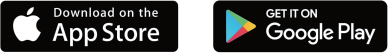 Download on the
App Store
GET IT ON
Google Play